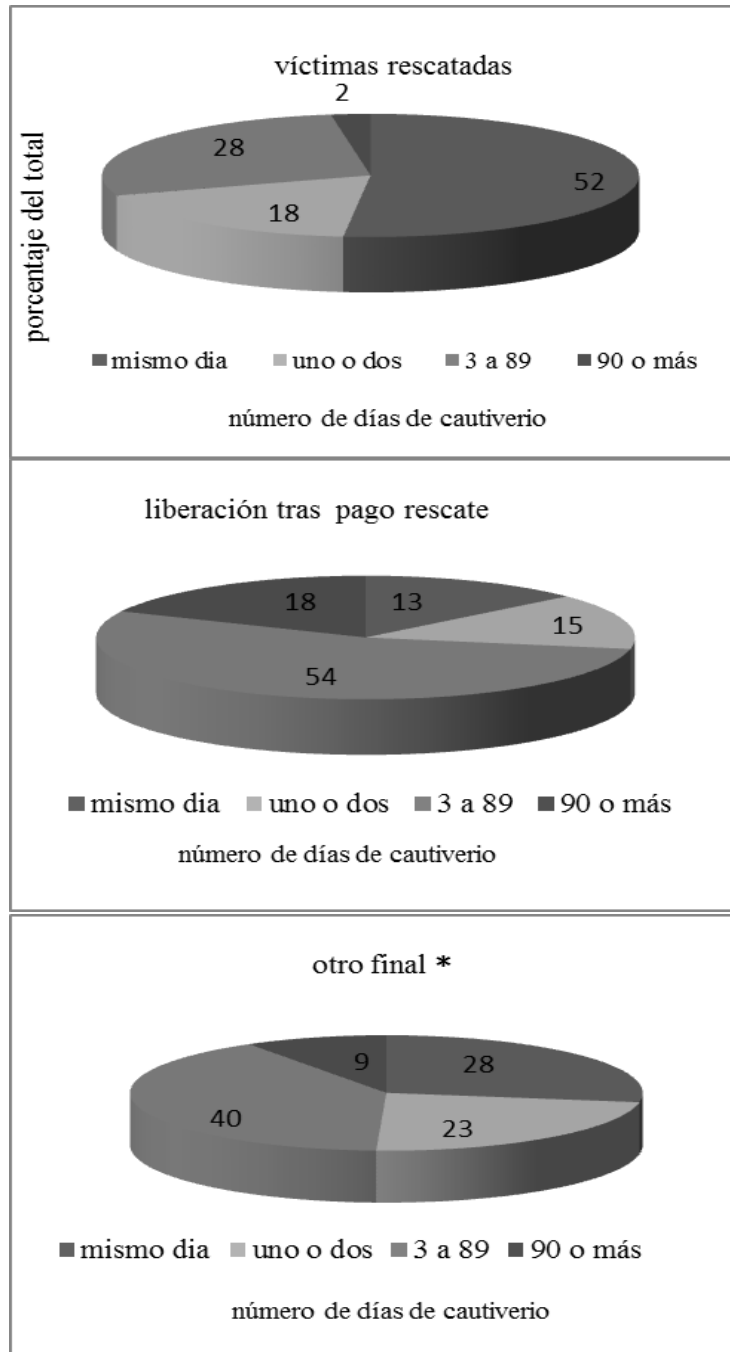 víctimas rescatadas
2
28
52
18
porcentaje del total
mismo dia uno o dos 3 a 89 90 o más
número de días de cautiverio
liberación tras pago rescate
18 13
15
54
mismo dia uno o dos 3 a 89 90 o más
número de días de cautiverio
otro final *
9 28
40 23
mismo dia uno o dos 3 a 89 90 o más
número de días de cautiverio